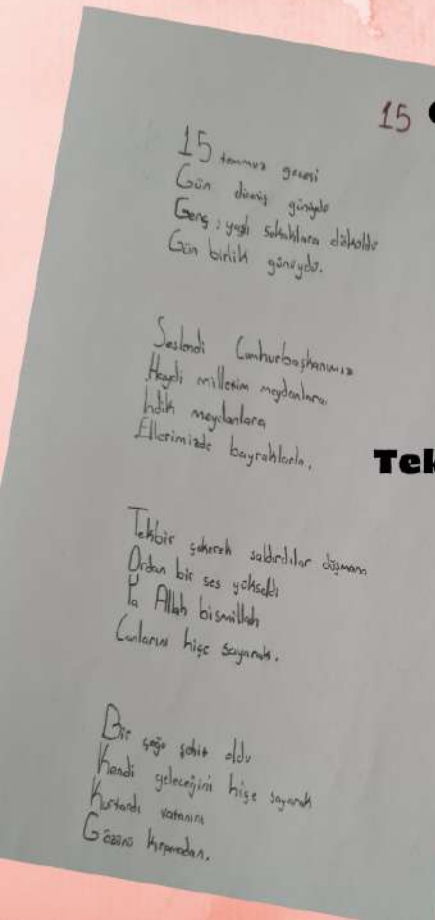 15
15 temmuz gecesi
Gün direniş günüydü
Genç, yaşlı sokaklara döküldü
Gün birlik günüydü.
Seslendi Cumhurbaşkanımız
Haydi milletim meydanlara
İndik meydanlara
Ellerimizde bayraklarla.
Tek
Tekbir çekerek saldırdılar düşmana
Ordan bir ses yükseldi
Ya Allah bismillah
Canlarını hiçe sayarak.
Bir çoğu şehit oldu
Kendi geleceğini hiçe sayarak
Kurtardı vatanını
Gözünü kırpmadan.